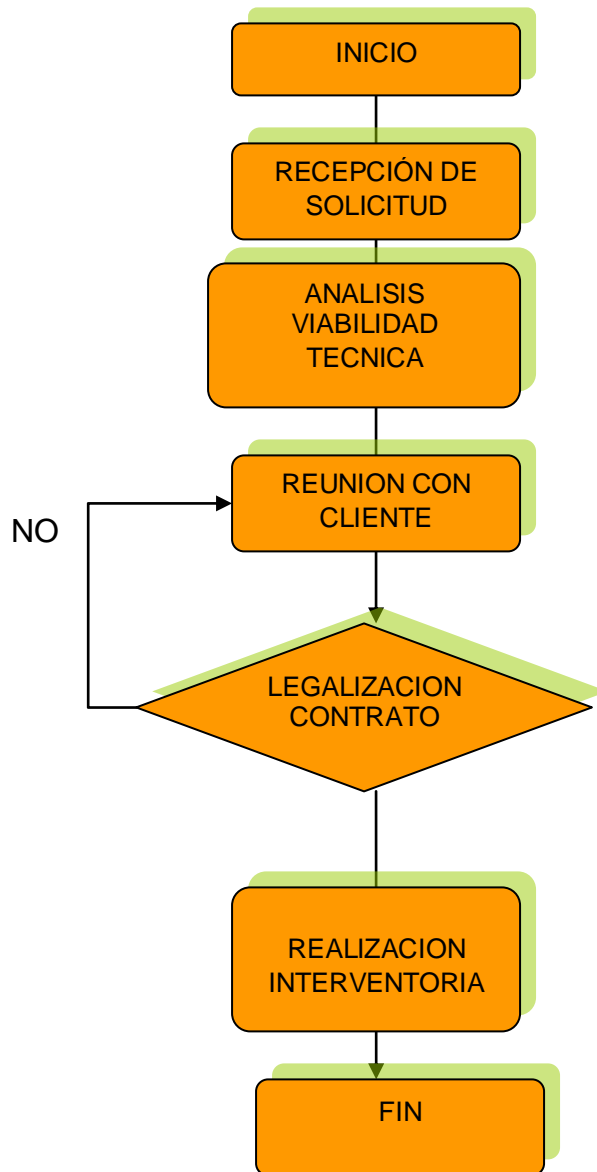 INICIO
RECEPCIÓN DE
SOLICITUD
ANALISIS
VIABILIDAD
TECNICA
REUNION CON
CLIENTE
NO
LEGALIZACION
CONTRATO
REALIZACION
INTERVENTORIA
FIN